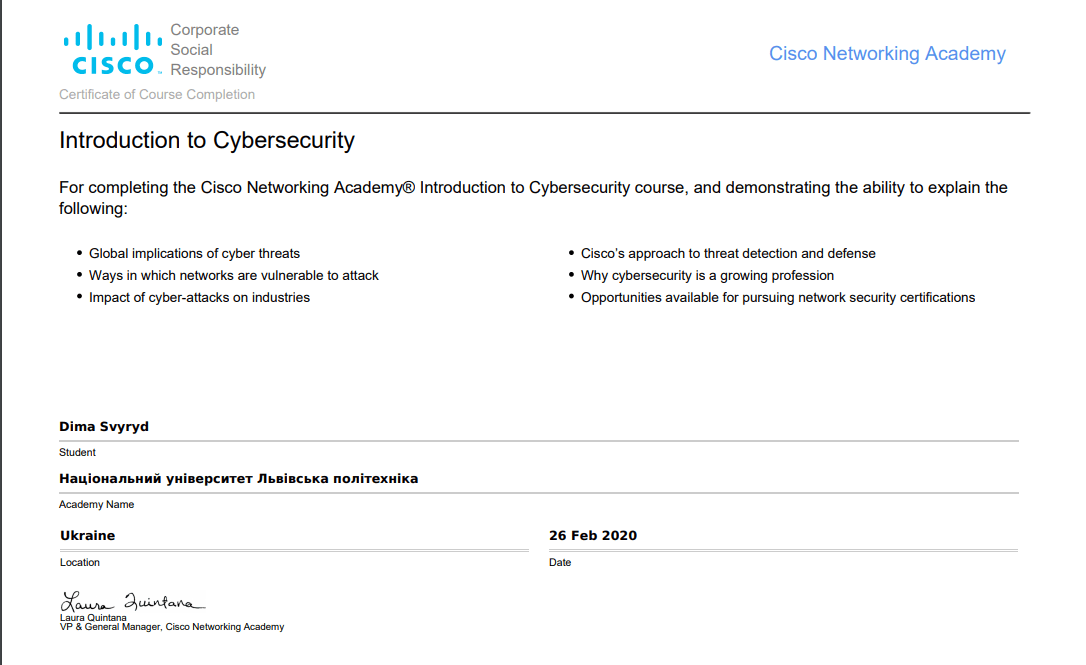 Corporate
Social
Responsibility
CISCO™
Cisco Networking Academy
Certificate of Course Completion
Introduction to Cybersecurity
For completing the Cisco Networking Academy® Introduction to Cybersecurity course, and demonstrating the ability to explain the
following:
• Global implications of cyber threats
• Ways in which networks are vulnerable to attack
• Impact of cyber-attacks on industries
• Cisco’s approach to threat detection and defense
• Why cybersecurity is a growing profession
• Opportunities available for pursuing network security certifications
Dima Svyryd
Student
Національний університет Львівська політехніка
Academy Name
Ukraine
Location
26 Feb 2020
Date
Laura Quintana
Laura Quintana
VP & General Manager, Cisco Networking Academy